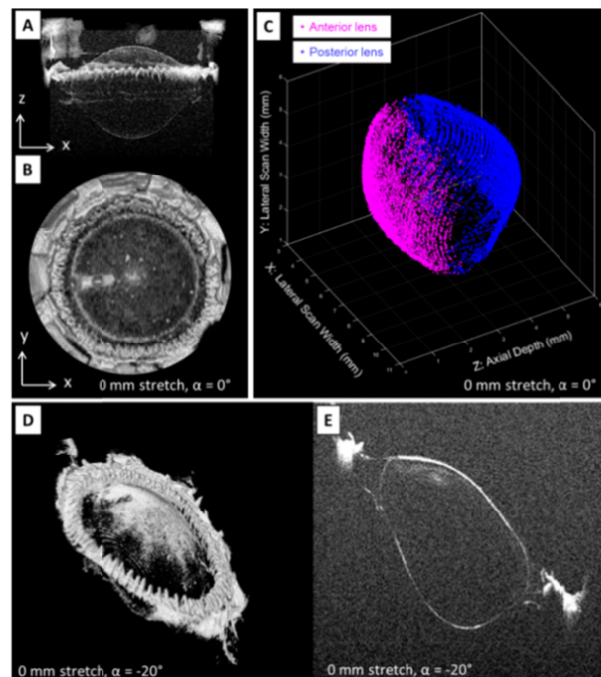 A
z
x
B
y
x
0 mm stretch, α = 0°
C
Anterior lens
Posterior lens
Y: Lateral Scan Width (mm)
X: Lateral Scan Width (mm)
Z: Axial Depth (mm)
0 mm stretch, α = 0°
D
0 mm stretch, α = -20°
E
0 mm stretch, α = -20°